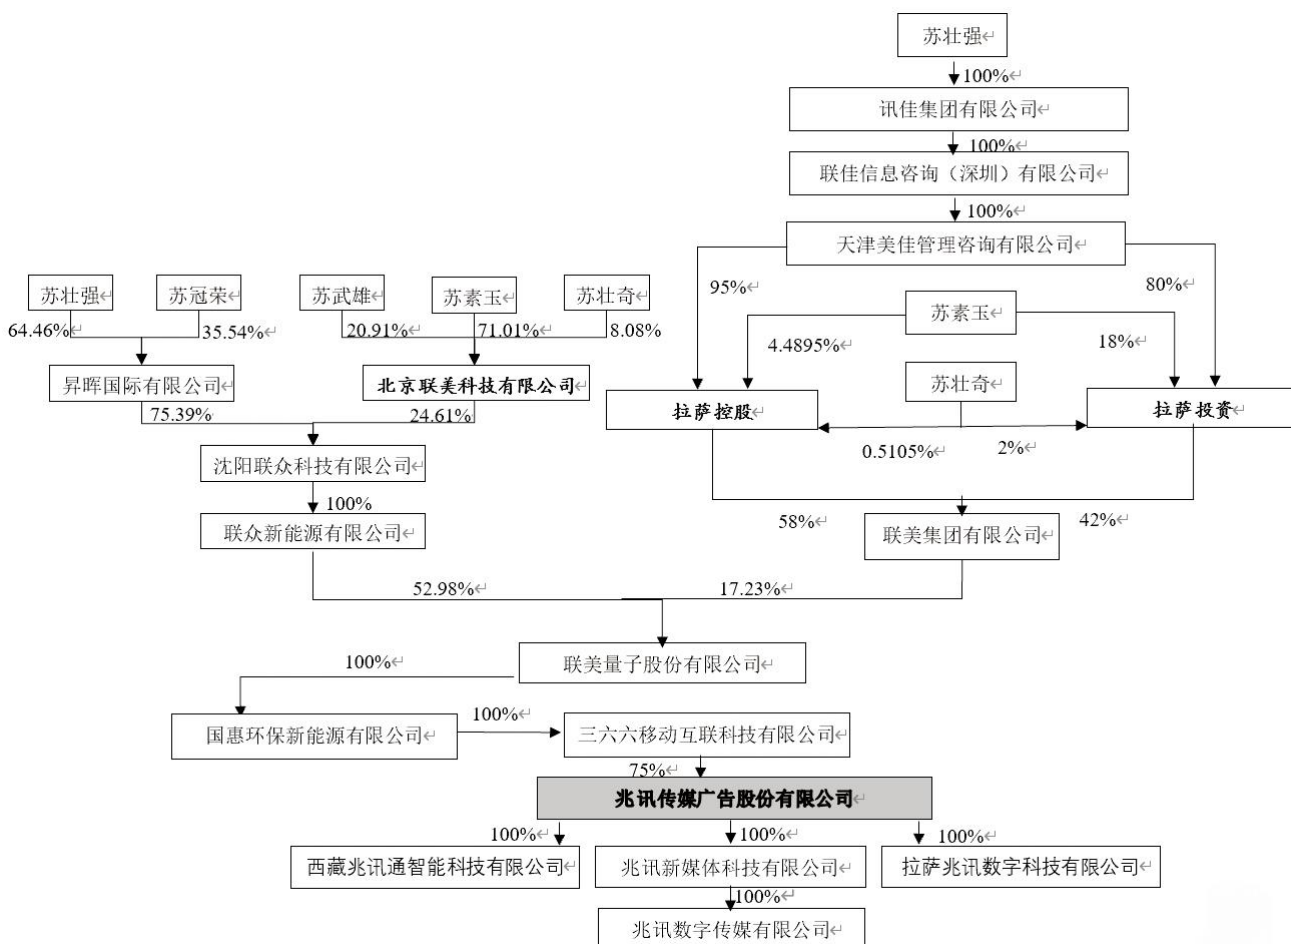 苏壮强
100%
讯佳集团有限公司
100%
联佳信息咨询（深圳）有限公司
100%
天津美佳管理咨询有限公司
95%
80%
苏壮强
苏冠荣
苏武雄
苏素玉
苏壮奇
苏素玉
64.46%
35.54%
20.91%
71.01%
8.08%
4.4895%
18%
昇晖国际有限公司
北京联美科技有限公司
苏壮奇
拉萨控股
拉萨投资
75.39%
24.61%
0.5105%
2%
沈阳联众科技有限公司
100%
58%
42%
联众新能源有限公司
联美集团有限公司
52.98%
17.23%
联美量子股份有限公司
100%
国惠环保新能源有限公司
100%
三六六移动互联科技有限公司
75%
兆讯传媒广告股份有限公司
100%
100%
100%
西藏兆讯通智能科技有限公司
兆讯新媒体科技有限公司
拉萨兆讯数字科技有限公司
100%
兆讯数字传媒有限公司